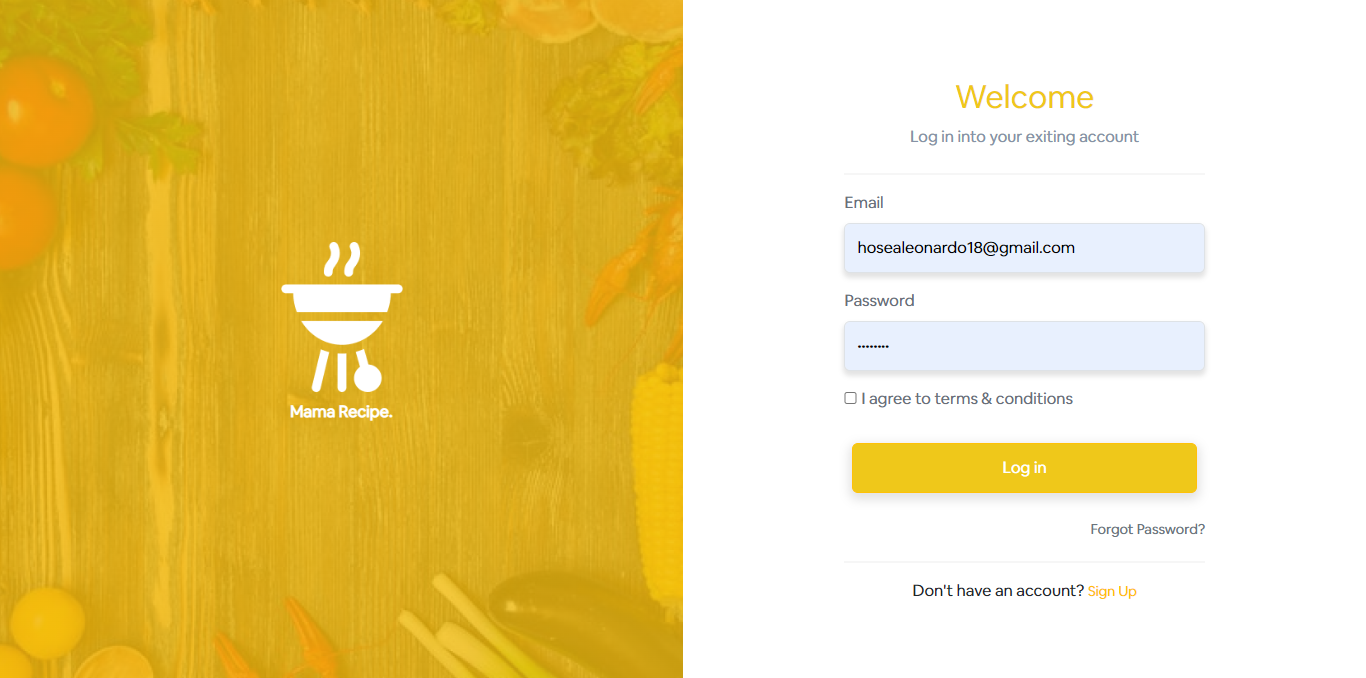 Mama Recipe.
Welcome
Log in into your exiting account
Email
hosealeonardo18@gmail.com
Password
........
I agree to terms & conditions
Log in
Forgot Password?
Don't have an account? Sign Up